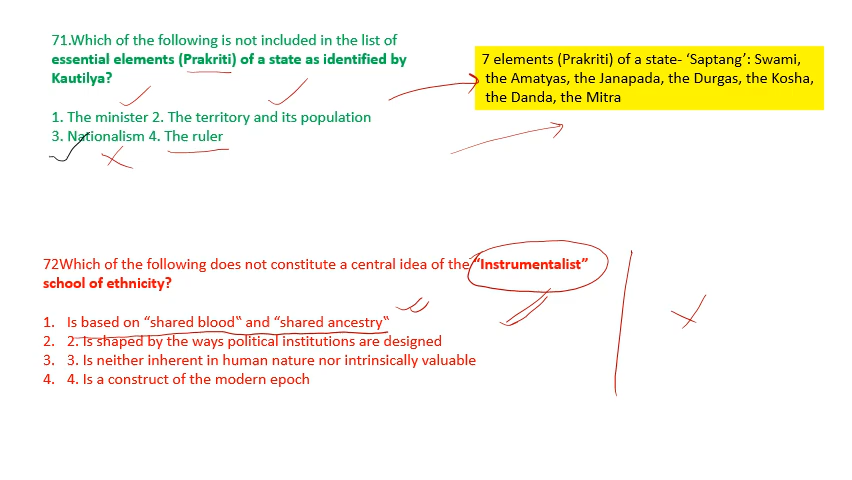 71.Which of the following is not included in the list of
essential elements (Prakriti) of a state as identified by
Kautilya?
1. The minister 2. The territory and its population
3. Nationalism 4. The ruler
7 elements (Prakriti) of a state- ‘Saptang’: Swami,
the Amatyas, the Janapada, the Durgas, the Kosha,
the Danda, the Mitra
72Which of the following does not constitute a central idea of the “Instrumentalist”
school of ethnicity?
1. Is based on “shared blood“ and “shared ancestry“
2. 2. Is shaped by the ways political institutions are designed
3. 3. Is neither inherent in human nature nor intrinsically valuable
4. 4. Is a construct of the modern epoch